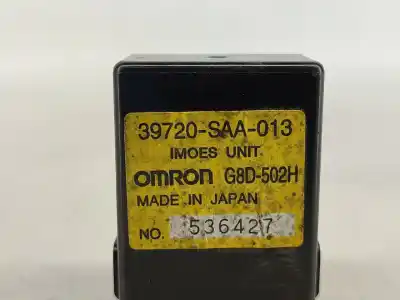 39720-SAA-013
IMOES UNIT
OMRON G8D-502H
MADE IN JAPAN
NO. 536427